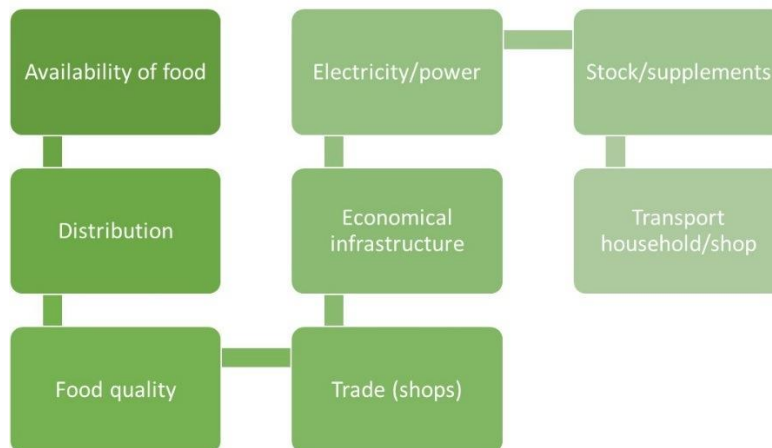 Availability of food
Distribution
Food quality
Trade (shops)
Economical
infrastructure
Electricity/power
Stock/supplements
Transport
household/shop